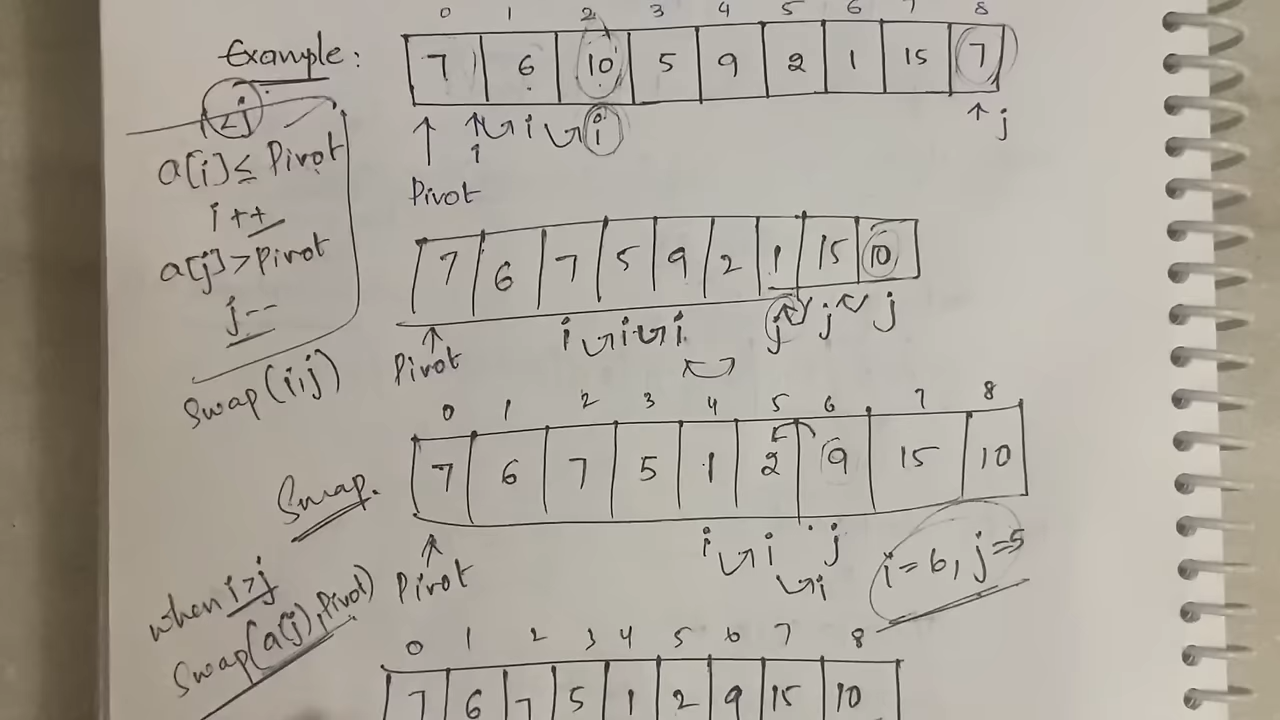 0 1 2 3 4 5 6 7 8
Example: 7 6 10 5 9 2 1 15 7
i<j
a[i]≤ Pivot
i++
a[j]>Pivot
j--
Swap(i,j)
i i i j
Pivot
7 6 7 5 9 2 1 15 10
i i i j j j
Pivot
0 1 2 3 4 5 6 7 8
Swap. 7 6 7 5 1 2 9 15 10
i i j
i
Pivot
i=6, j=5
when i>j
Swap(a[j],Pivot)
0 1 2 3 4 5 6 7 8
7 6 7 5 1 2 9 15 10